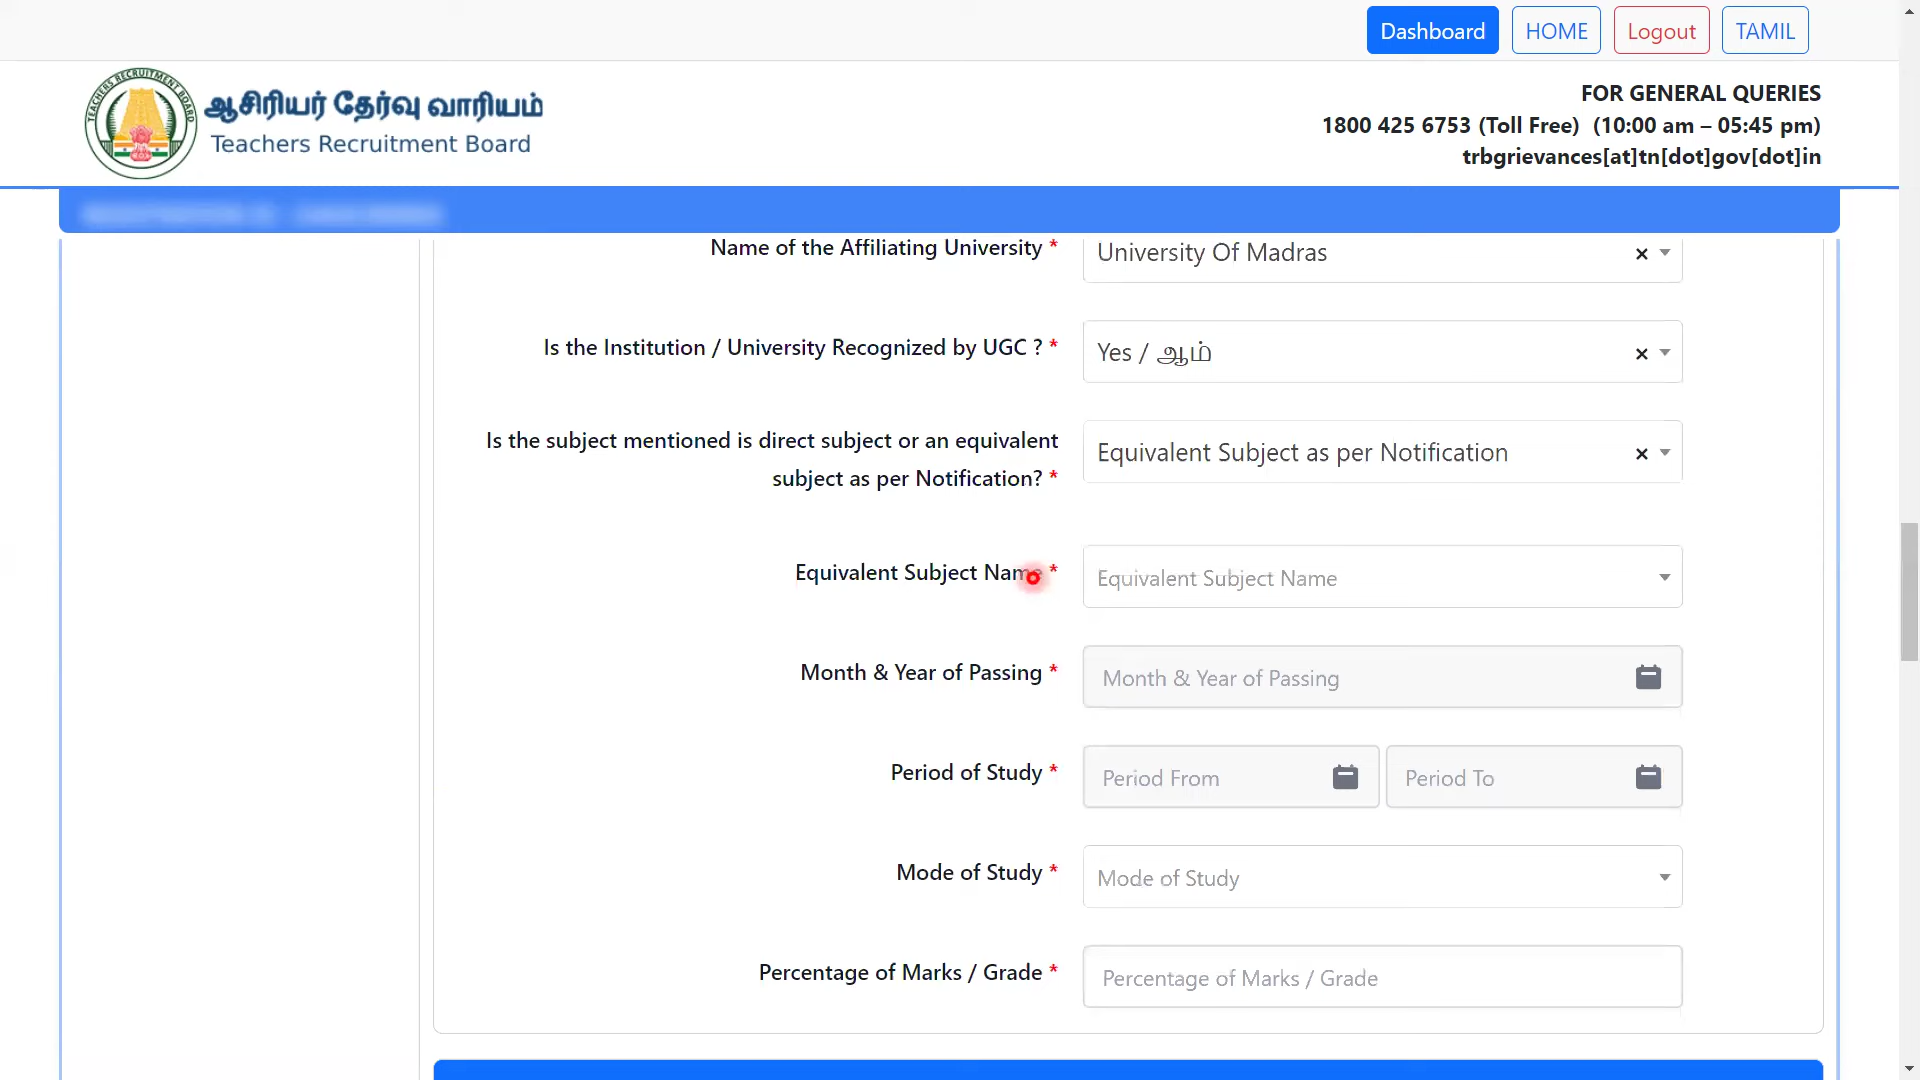 Dashboard HOME Logout TAMIL
TEACHERS RECRUITMENT BOARD
ஆசிரியர் தேர்வு வாரியம்
Teachers Recruitment Board
FOR GENERAL QUERIES
1800 425 6753 (Toll Free) (10:00 am – 05:45 pm)
trbgrievances[at]tn[dot]gov[dot]in
Name of the Affiliating University * University Of Madras ×
Is the Institution / University Recognized by UGC ? * Yes / ஆம் ×
Is the subject mentioned is direct subject or an equivalent
subject as per Notification? * Equivalent Subject as per Notification ×
Equivalent Subject Name * Equivalent Subject Name
Month & Year of Passing * Month & Year of Passing
Period of Study * Period From Period To
Mode of Study * Mode of Study
Percentage of Marks / Grade * Percentage of Marks / Grade